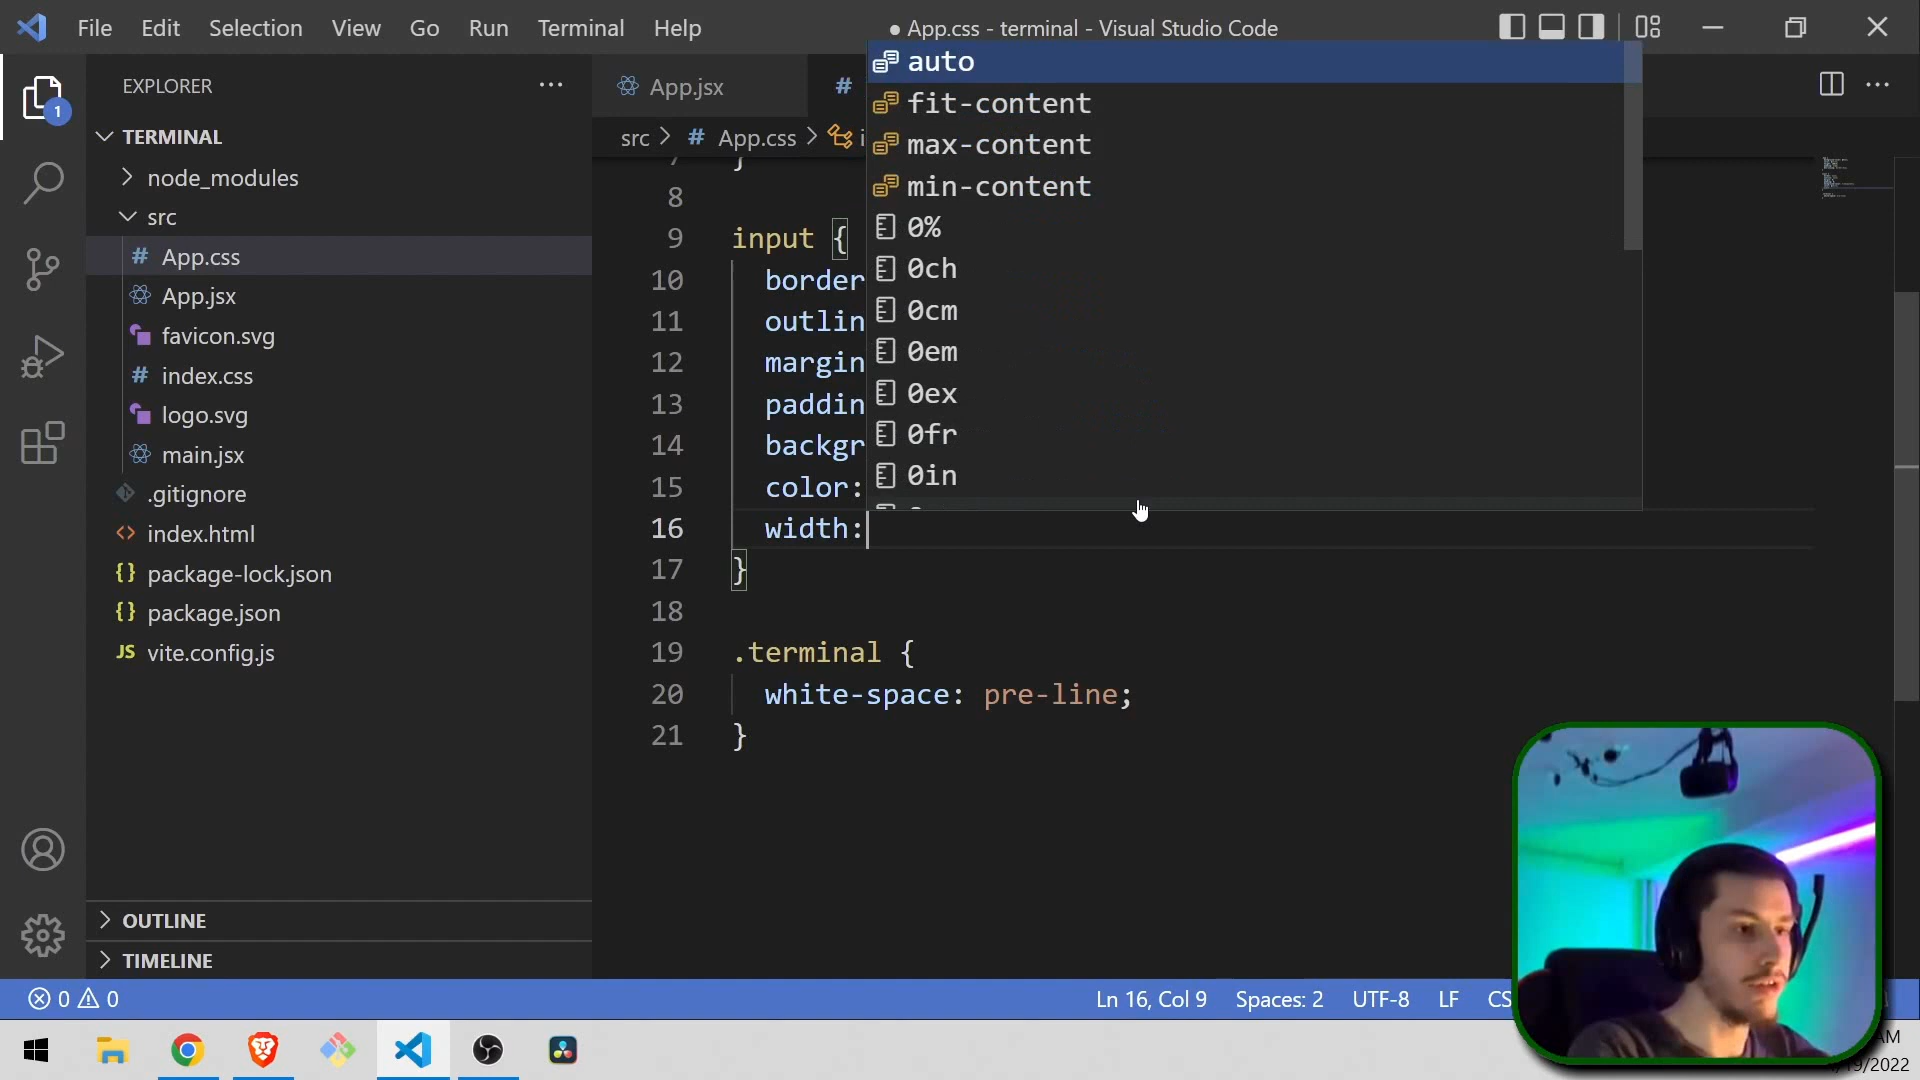 File Edit Selection View Go Run Terminal Help
● App.css - terminal - Visual Studio Code
EXPLORER
1
TERMINAL
node_modules
src
# App.css
App.jsx
favicon.svg
# index.css
logo.svg
main.jsx
.gitignore
<> index.html
{} package-lock.json
{} package.json
JS vite.config.js
OUTLINE
TIMELINE
App.jsx
#
src > # App.css >
auto
fit-content
max-content
min-content
0%
0ch
0cm
0em
0ex
0fr
0in
8
9 input {
10 border
11 outlin
12 margin
13 paddin
14 backgr
15 color:
16 width:
17 }
18
19 .terminal {
20 white-space: pre-line;
21 }
0 0
Ln 16, Col 9 Spaces: 2 UTF-8 LF CS
AM
/2022